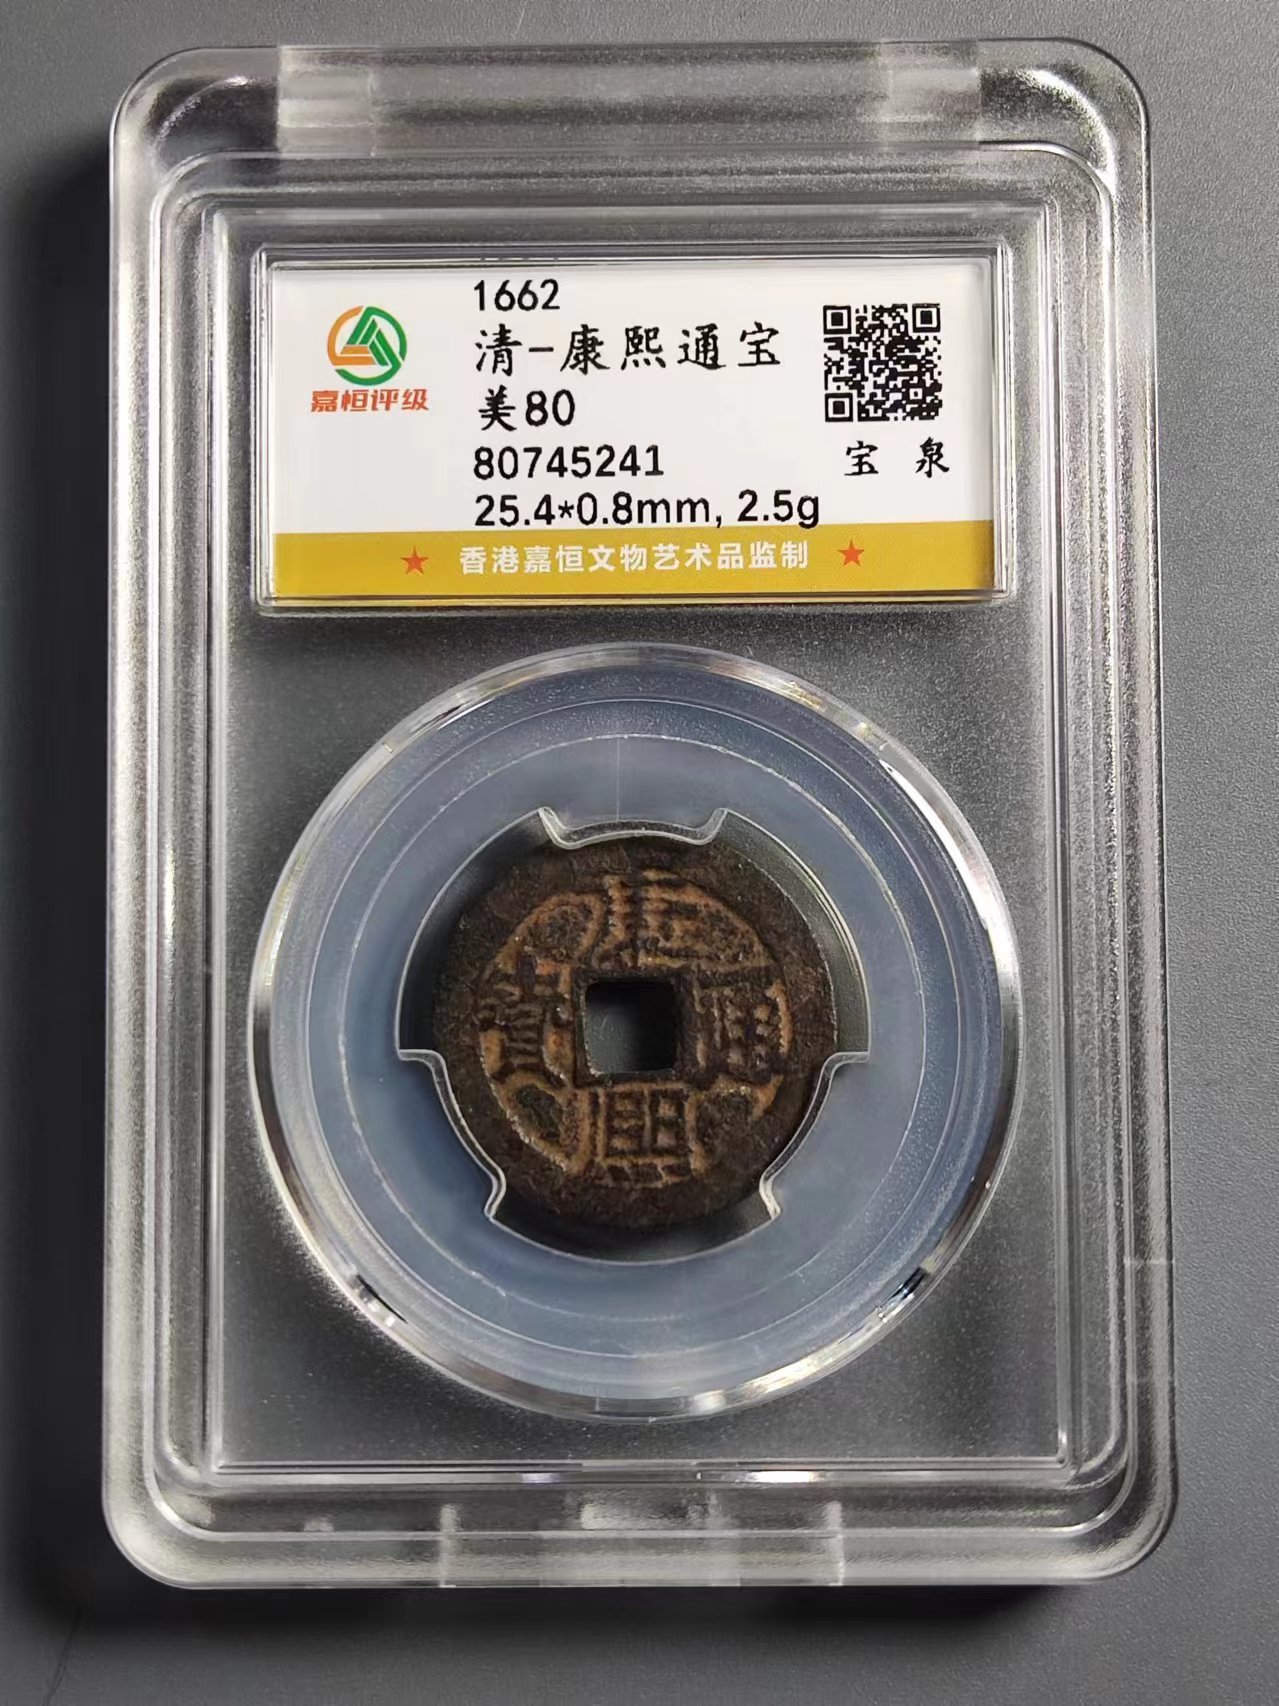 1662
清-康熙通宝
美80
80745241
25.4*0.8mm, 2.5g
嘉恒评级
宝 泉
★ 香港嘉恒文物艺术品监制 ★
康熙通寳